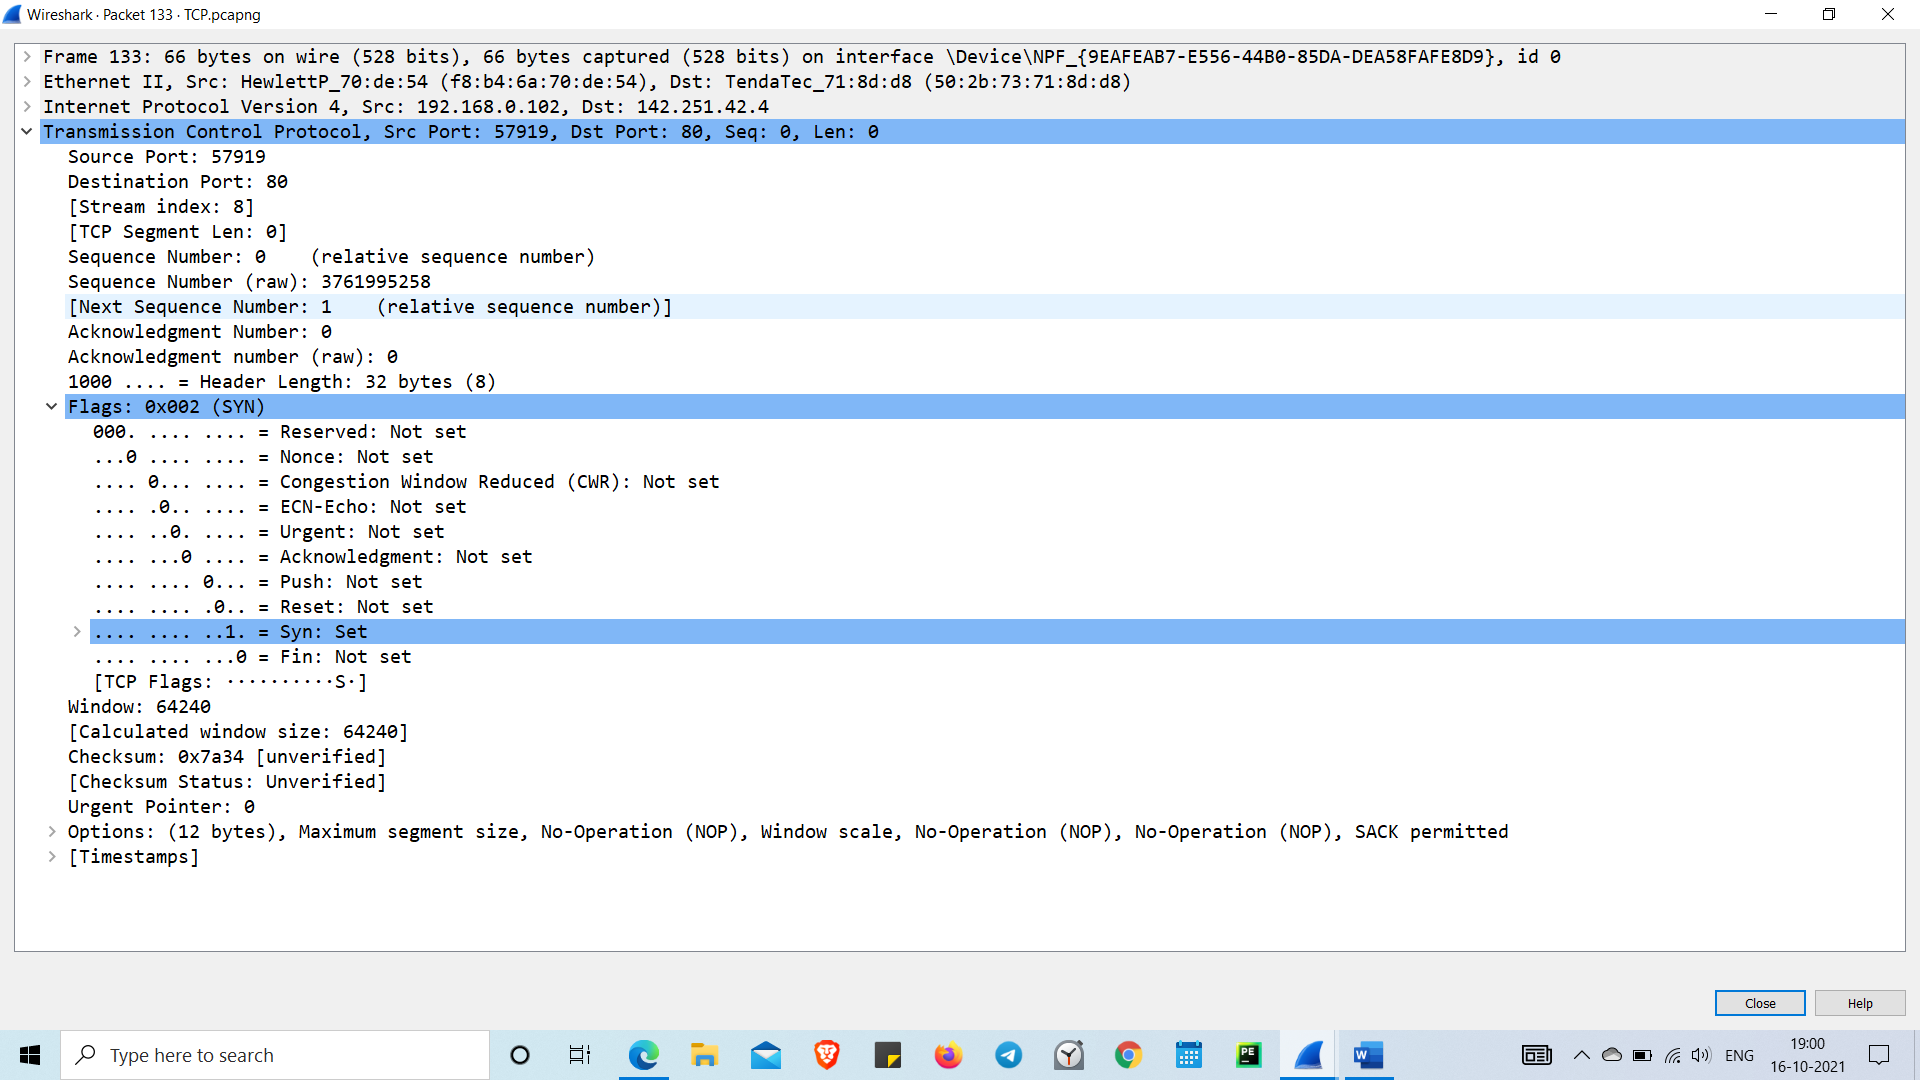 Wireshark · Packet 133 · TCP.pcapng
Frame 133: 66 bytes on wire (528 bits), 66 bytes captured (528 bits) on interface \Device\NPF_{9EAFEAB7-E556-44B0-85DA-DEA58FAFE8D9}, id 0
Ethernet II, Src: HewlettP_70:de:54 (f8:b4:6a:70:de:54), Dst: TendaTec_71:8d:d8 (50:2b:73:71:8d:d8)
Internet Protocol Version 4, Src: 192.168.0.102, Dst: 142.251.42.4
Transmission Control Protocol, Src Port: 57919, Dst Port: 80, Seq: 0, Len: 0
Source Port: 57919
Destination Port: 80
[Stream index: 8]
[TCP Segment Len: 0]
Sequence Number: 0    (relative sequence number)
Sequence Number (raw): 3761995258
[Next Sequence Number: 1    (relative sequence number)]
Acknowledgment Number: 0
Acknowledgment number (raw): 0
1000 .... = Header Length: 32 bytes (8)
Flags: 0x002 (SYN)
000. .... .... = Reserved: Not set
...0 .... .... = Nonce: Not set
.... 0... .... = Congestion Window Reduced (CWR): Not set
.... .0.. .... = ECN-Echo: Not set
.... ..0. .... = Urgent: Not set
.... ...0 .... = Acknowledgment: Not set
.... .... 0... = Push: Not set
.... .... .0.. = Reset: Not set
.... .... ..1. = Syn: Set
.... .... ...0 = Fin: Not set
[TCP Flags: ··········S·]
Window: 64240
[Calculated window size: 64240]
Checksum: 0x7a34 [unverified]
[Checksum Status: Unverified]
Urgent Pointer: 0
Options: (12 bytes), Maximum segment size, No-Operation (NOP), Window scale, No-Operation (NOP), No-Operation (NOP), SACK permitted
[Timestamps]
Close
Help
Type here to search
PE
W
ENG
19:00
16-10-2021